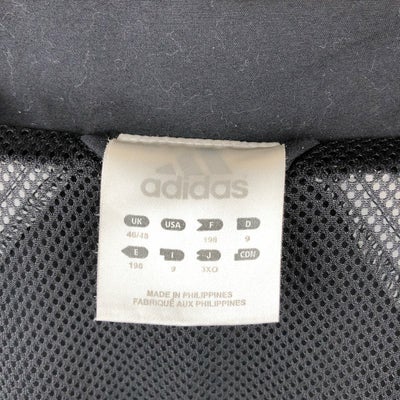 adidas
UK USA F D
46/48 198 9
E I J CDN
198 9 3XO
MADE IN PHILIPPINES
FABRIQUÉ AUX PHILIPPINES